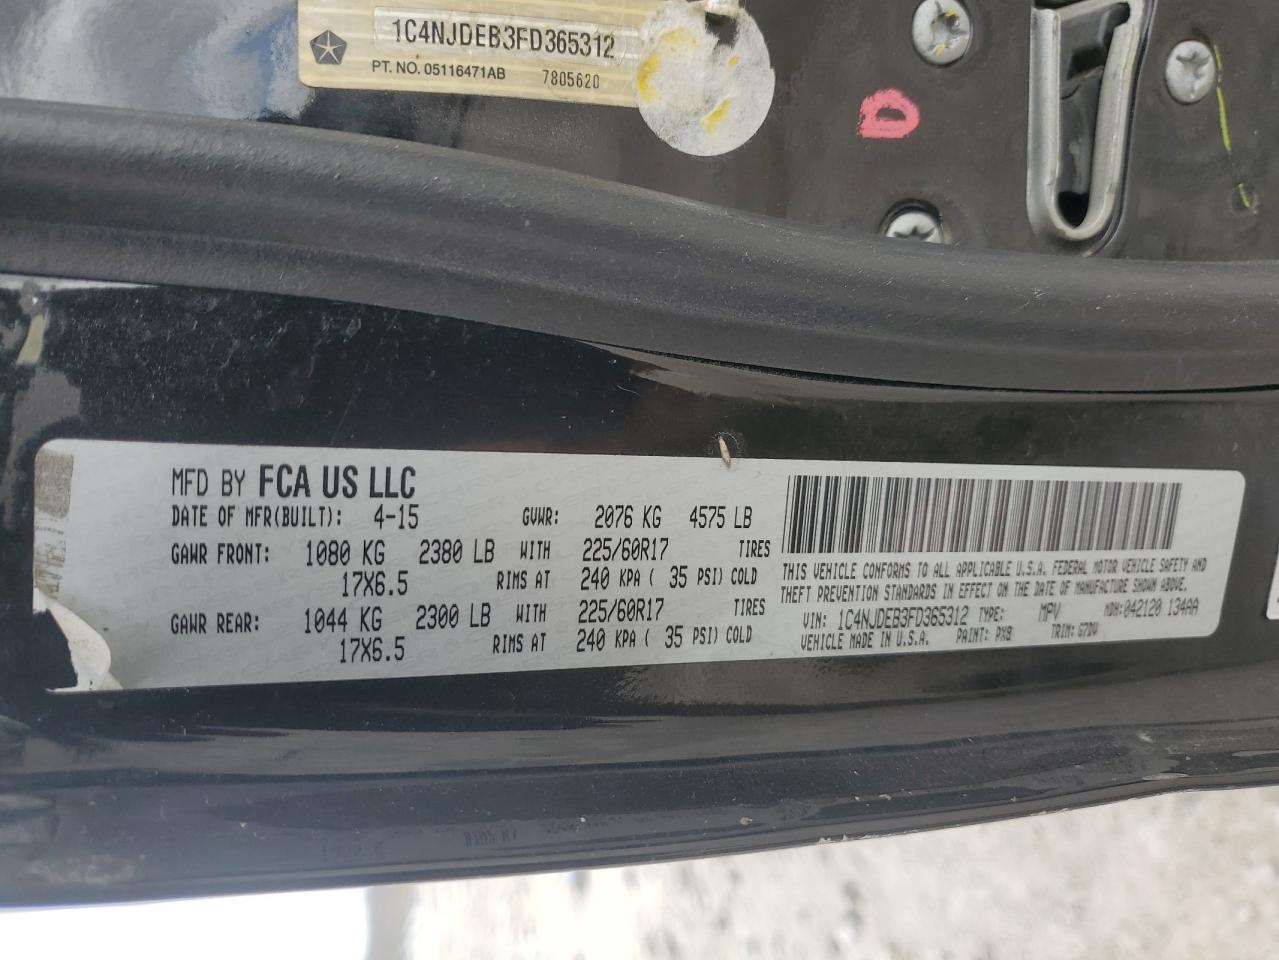 1C4NJDEB3FD365312
PT. NO. 05116471AB 7805620
D
MFD BY FCA US LLC
DATE OF MFR(BUILT): 4-15 GVWR: 2076 KG 4575 LB
GAWR FRONT: 1080 KG 2380 LB WITH 225/60R17 TIRES
17X6.5 RIMS AT 240 KPA ( 35 PSI) COLD
GAWR REAR: 1044 KG 2300 LB WITH 225/60R17 TIRES
17X6.5 RIMS AT 240 KPA ( 35 PSI) COLD
THIS VEHICLE CONFORMS TO ALL APPLICABLE U.S.A. FEDERAL MOTOR VEHICLE SAFETY AND
THEFT PREVENTION STANDARDS IN EFFECT ON THE DATE OF MANUFACTURE SHOWN ABOVE.
VIN: 1C4NJDEB3FD365312 TYPE: MPV MDH:042120 134AA
VEHICLE MADE IN U.S.A. PAINT: PX8 TRIM: G7DV